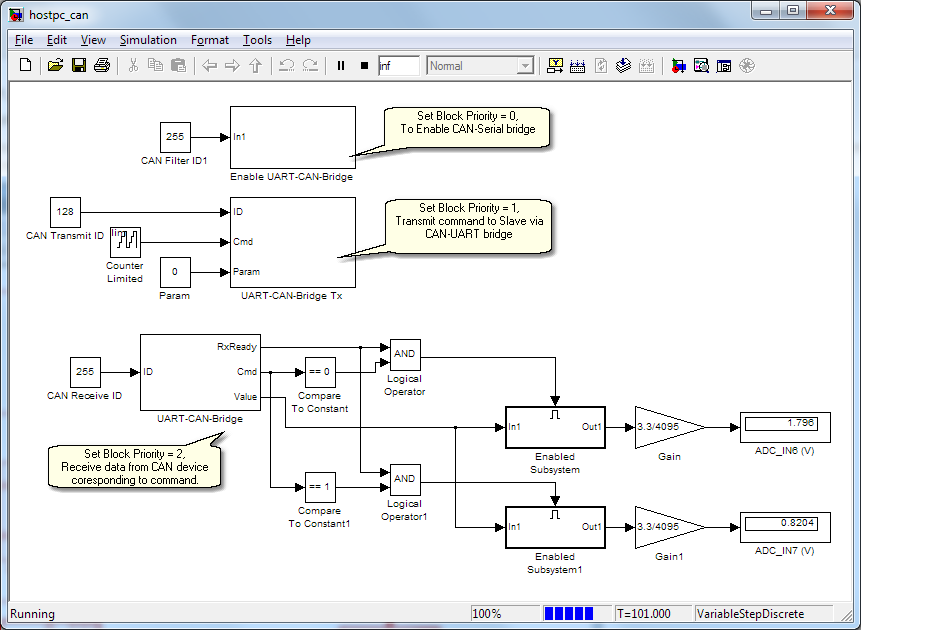 hostpc_can
File Edit View Simulation Format Tools Help
inf Normal
255
CAN Filter ID1
In1
Enable UART-CAN-Bridge
Set Block Priority = 0,
To Enable CAN-Serial bridge
128
CAN Transmit ID
lim
Counter
Limited
0
Param
ID
Cmd
Param
UART-CAN-Bridge Tx
Set Block Priority = 1,
Transmit command to Slave via
CAN-UART bridge
255
CAN Receive ID
ID
RxReady
Cmd
Value
UART-CAN-Bridge
Set Block Priority = 2,
Receive data from CAN device
coresponding to command.
== 0
Compare
To Constant
AND
Logical
Operator
In1 Out1
Enabled
Subsystem
3.3/4095
Gain
1.796
ADC_IN6 (V)
== 1
Compare
To Constant1
AND
Logical
Operator1
In1 Out1
Enabled
Subsystem1
3.3/4095
Gain1
0.8204
ADC_IN7 (V)
Running 100% T=101.000 VariableStepDiscrete